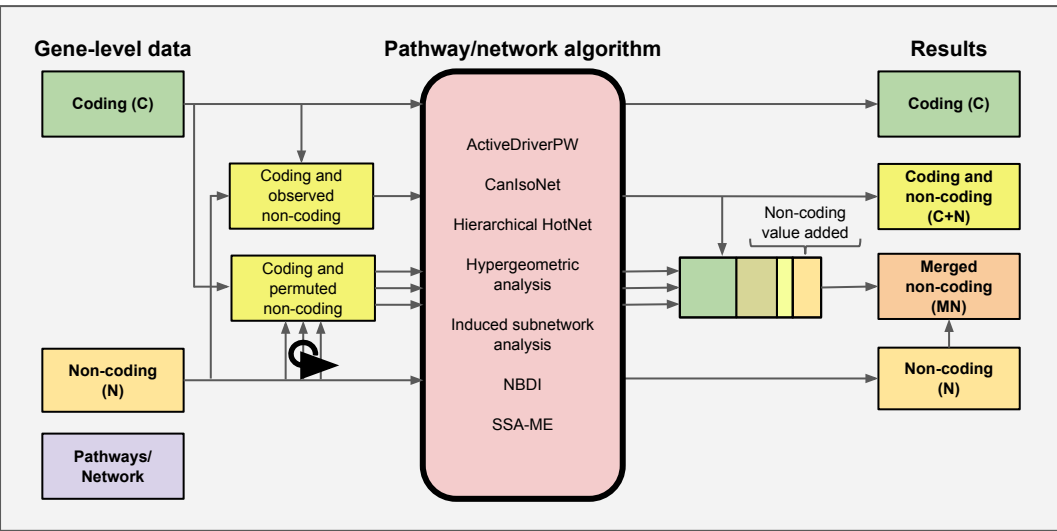 Gene-level data
Pathway/network algorithm
Results
Coding (C)
Coding and
observed
non-coding
Coding and
permuted
non-coding
Non-coding
(N)
Pathways/
Network
ActiveDriverPW
CanIsoNet
Hierarchical HotNet
Hypergeometric
analysis
Induced subnetwork
analysis
NBDI
SSA-ME
Non-coding
value added
Coding (C)
Coding and
non-coding
(C+N)
Merged
non-coding
(MN)
Non-coding
(N)